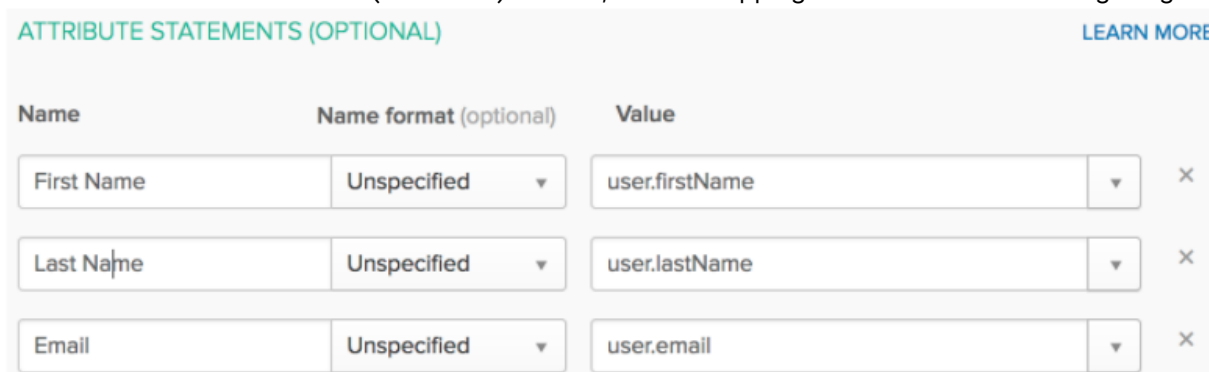 ATTRIBUTE STATEMENTS (OPTIONAL) LEARN MORE
Name Name format (optional) Value
First Name Unspecified user.firstName
Last Name Unspecified user.lastName
Email Unspecified user.email